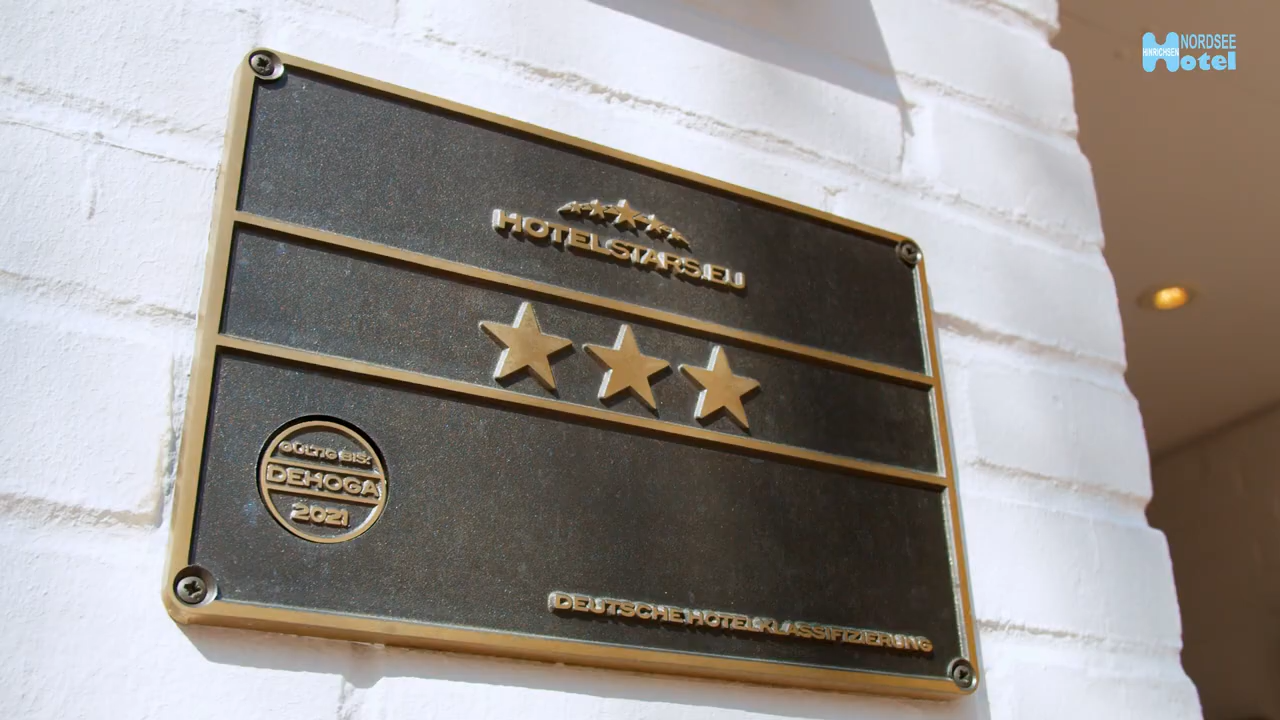 NORDSEE
HINRICHSEN
Hotel
HOTELSTARS.EU
GÜLTIG BIS:
DEHOGA
2021
DEUTSCHE HOTELKLASSIFIZIERUNG